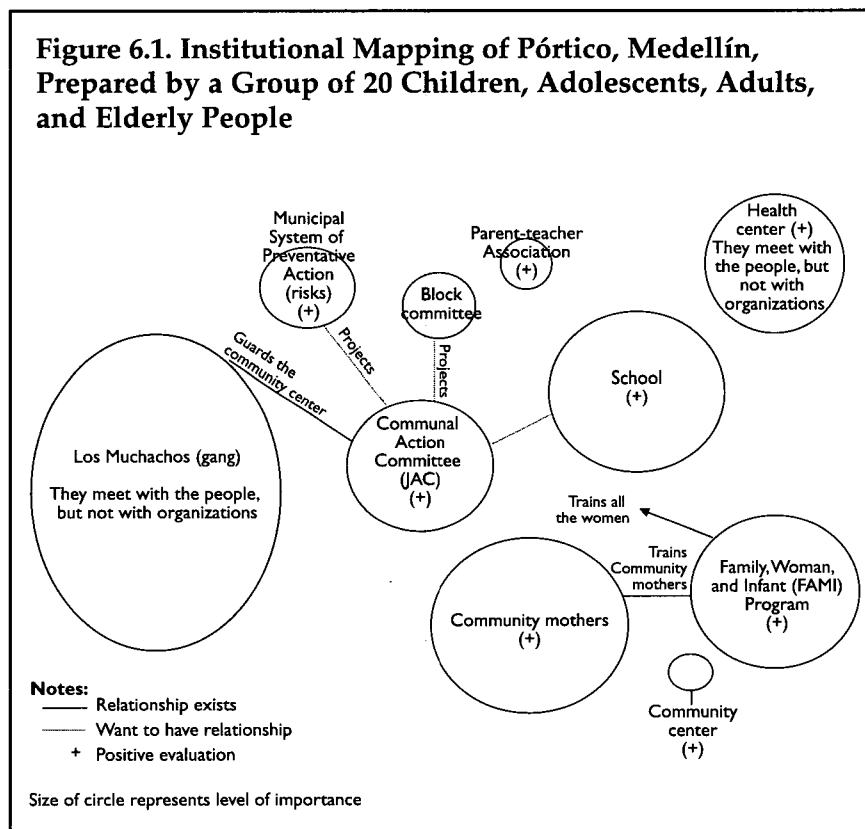 Figure 6.1. Institutional Mapping of Pórtico, Medellín,
Prepared by a Group of 20 Children, Adolescents, Adults,
and Elderly People
Municipal
System of
Preventative
Action
(risks)
(+)
Parent-teacher
Association
(+)
Health
center (+)
They meet with
the people, but
not with
organizations
Block
committee
Guards the
community center
Projects
Projects
School
(+)
Communal
Action
Committee
(JAC)
(+)
Los Muchachos (gang)
They meet with the people,
but not with organizations
Trains all
the women
Trains
Community
mothers
Family, Woman,
and Infant (FAMI)
Program
(+)
Community mothers
(+)
Community
center
(+)
Notes:
Relationship exists
Want to have relationship
+ Positive evaluation
Size of circle represents level of importance